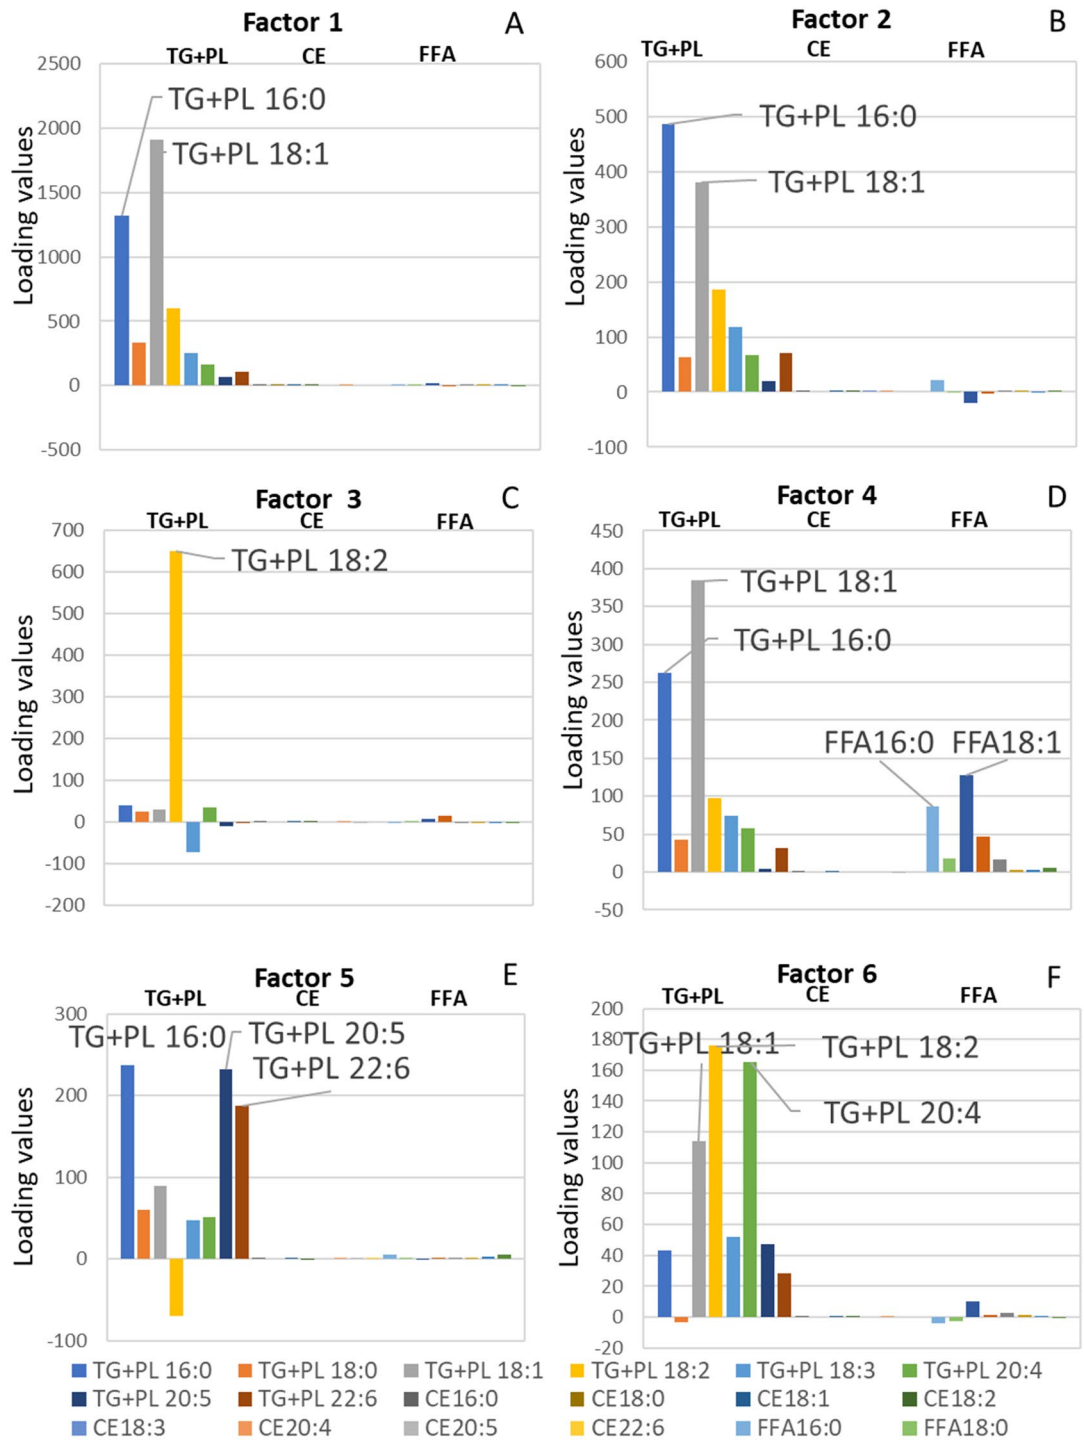 Factor 1 A
TG+PL CE FFA
TG+PL 16:0
TG+PL 18:1
Loading values
2500
2000
1500
1000
500
0
-500
Factor 2 B
TG+PL CE FFA
TG+PL 16:0
TG+PL 18:1
Loading values
600
500
400
300
200
100
0
-100
Factor 3 C
TG+PL CE FFA
TG+PL 18:2
Loading values
700
600
500
400
300
200
100
0
-100
-200
Factor 4 D
TG+PL CE FFA
TG+PL 18:1
TG+PL 16:0
FFA16:0 FFA18:1
Loading values
450
400
350
300
250
200
150
100
50
0
-50
Factor 5 E
TG+PL CE FFA
TG+PL 16:0 TG+PL 20:5
TG+PL 22:6
Loading values
300
200
100
0
-100
Factor 6 F
TG+PL CE FFA
TG+PL 18:1 TG+PL 18:2
TG+PL 20:4
Loading values
200
180
160
140
120
100
80
60
40
20
0
-20
TG+PL 16:0 TG+PL 18:0 TG+PL 18:1 TG+PL 18:2 TG+PL 18:3 TG+PL 20:4
TG+PL 20:5 TG+PL 22:6 CE16:0 CE18:0 CE18:1 CE18:2
CE18:3 CE20:4 CE20:5 CE22:6 FFA16:0 FFA18:0